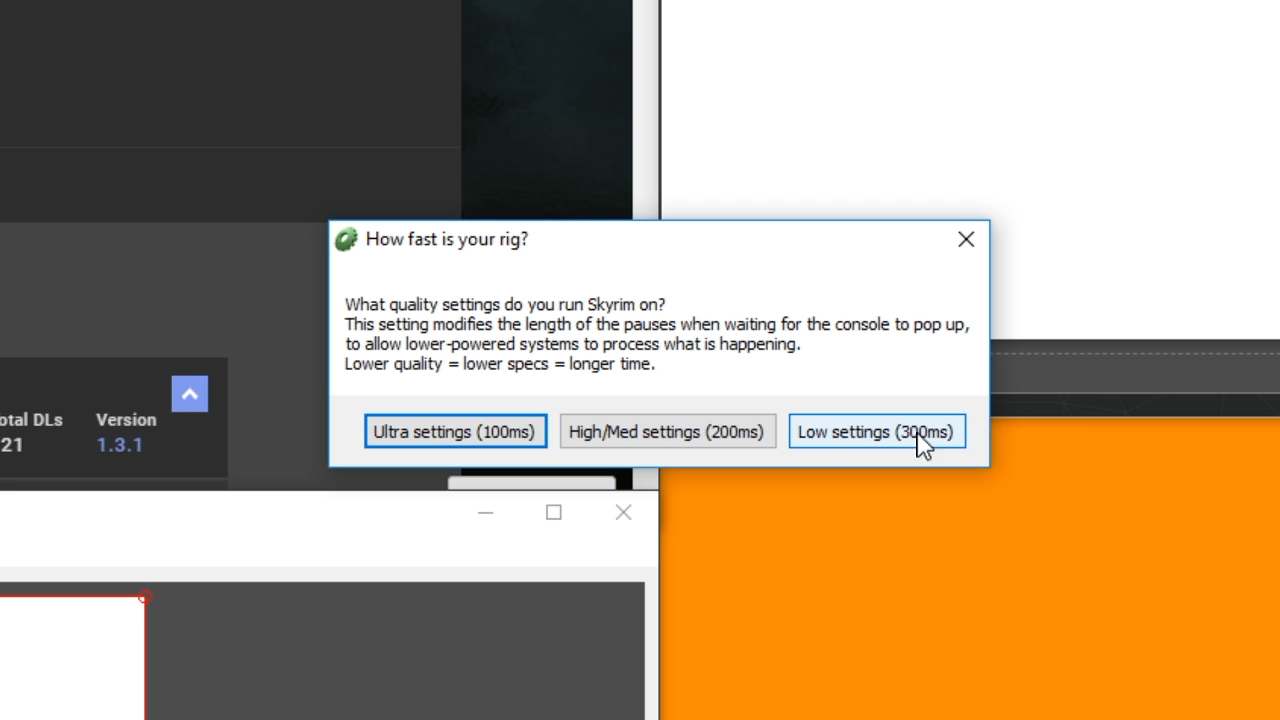 How fast is your rig?
What quality settings do you run Skyrim on?
This setting modifies the length of the pauses when waiting for the console to pop up,
to allow lower-powered systems to process what is happening.
Lower quality = lower specs = longer time.
Ultra settings (100ms) High/Med settings (200ms) Low settings (300ms)
otal DLs Version
21 1.3.1